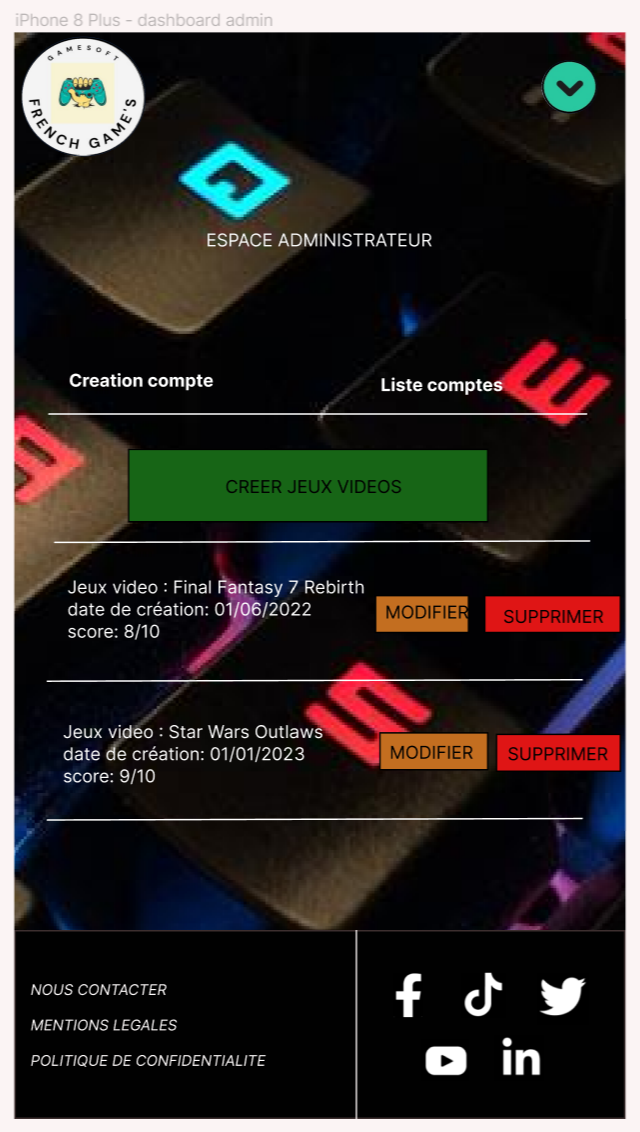 iPhone 8 Plus - dashboard admin
GAMESOFT
FRENCH GAME'S
ESPACE ADMINISTRATEUR
Creation compte
Liste comptes
CREER JEUX VIDEOS
Jeux video : Final Fantasy 7 Rebirth
date de création: 01/06/2022
score: 8/10
MODIFIER
SUPPRIMER
Jeux video : Star Wars Outlaws
date de création: 01/01/2023
score: 9/10
MODIFIER
SUPPRIMER
NOUS CONTACTER
MENTIONS LEGALES
POLITIQUE DE CONFIDENTIALITE
in